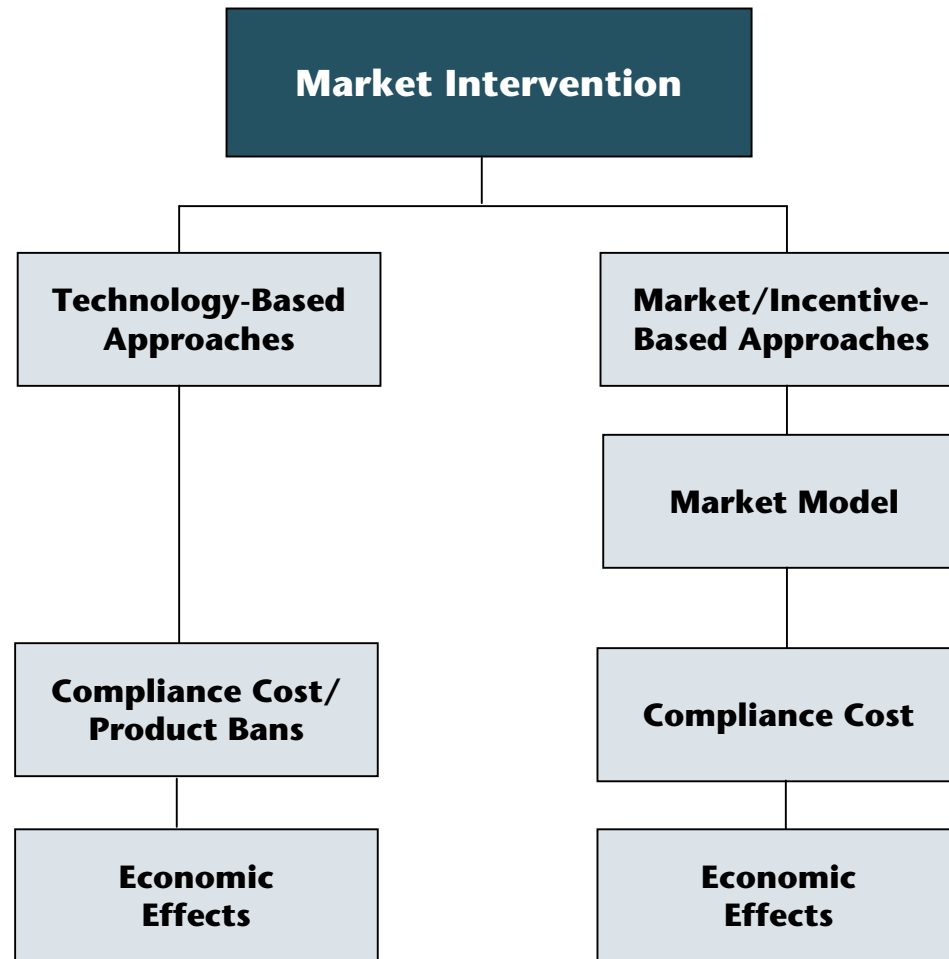 Market Intervention
Technology-Based
Approaches
Market/Incentive-
Based Approaches
Market Model
Compliance Cost/
Product Bans
Compliance Cost
Economic
Effects
Economic
Effects